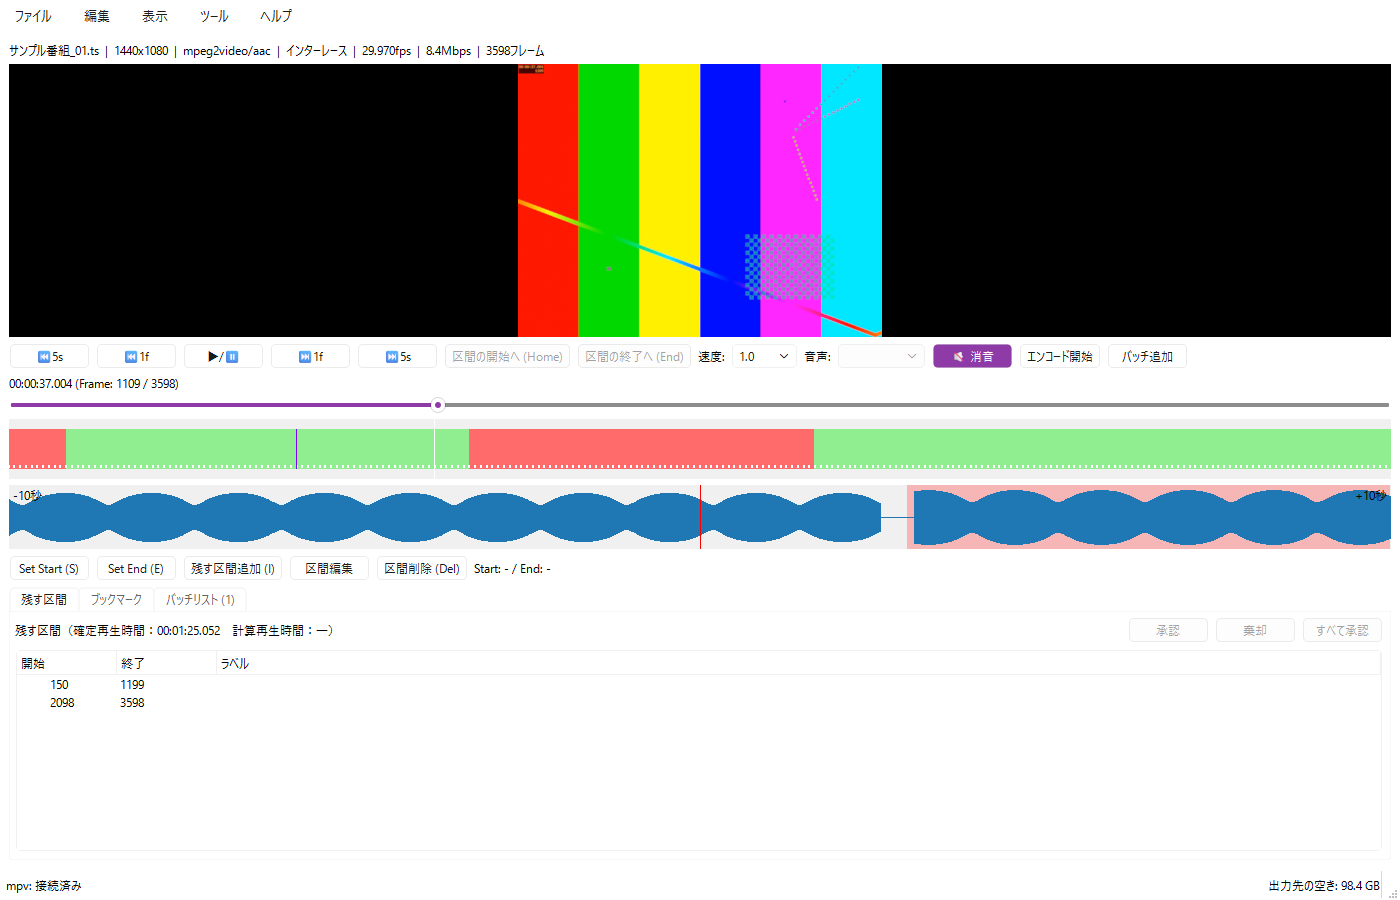 ファイル 編集 表示 ツール ヘルプ
サンプル番組_01.ts | 1440x1080 | mpeg2video/aac | インターレース | 29.970fps | 8.4Mbps | 3598フレーム
⏮5s ⏮1f ▶/⏸ ⏭1f ⏭5s 区間の開始へ (Home) 区間の終了へ (End) 速度: 1.0 音声: 消音 エンコード開始 バッチ追加
00:00:37.004 (Frame: 1109 / 3598)
-10秒 +10秒
Set Start (S) Set End (E) 残す区間追加 (I) 区間編集 区間削除 (Del) Start: - / End: -
残す区間 ブックマーク バッチリスト (1)
残す区間（確定再生時間：00:01:25.052　計算再生時間：—） 承認 棄却 すべて承認
開始 終了 ラベル
150 1199
2098 3598
mpv: 接続済み 出力先の空き: 98.4 GB